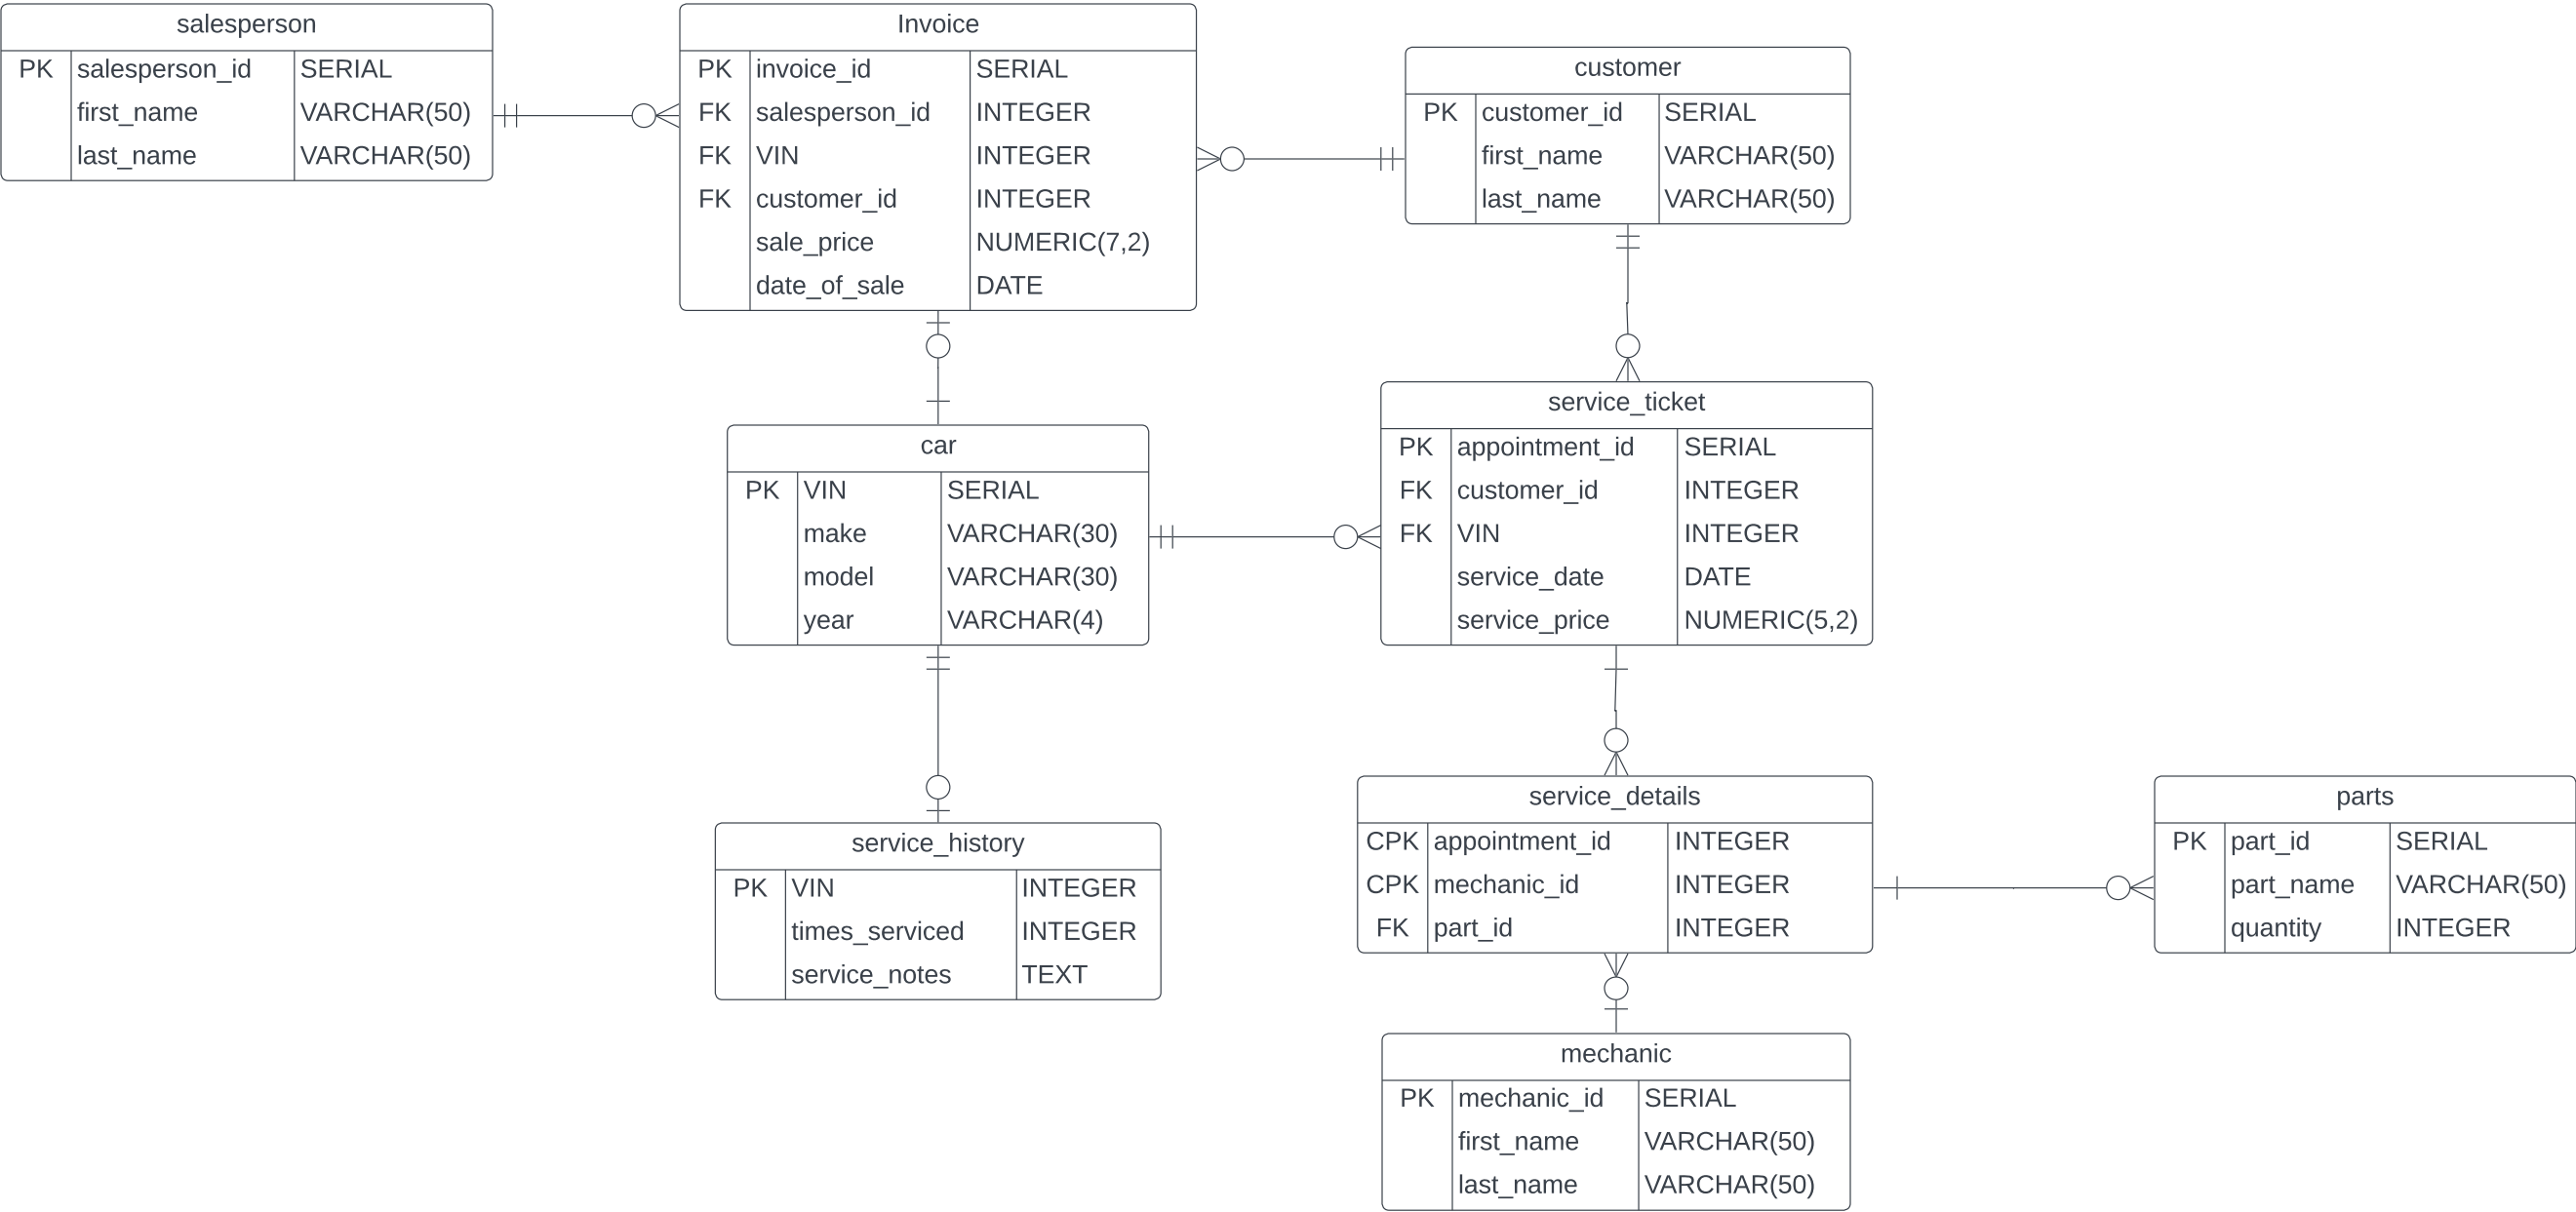 salesperson
PK salesperson_id SERIAL
first_name VARCHAR(50)
last_name VARCHAR(50)
Invoice
PK invoice_id SERIAL
FK salesperson_id INTEGER
FK VIN INTEGER
FK customer_id INTEGER
sale_price NUMERIC(7,2)
date_of_sale DATE
customer
PK customer_id SERIAL
first_name VARCHAR(50)
last_name VARCHAR(50)
car
PK VIN SERIAL
make VARCHAR(30)
model VARCHAR(30)
year VARCHAR(4)
service_ticket
PK appointment_id SERIAL
FK customer_id INTEGER
FK VIN INTEGER
service_date DATE
service_price NUMERIC(5,2)
service_history
PK VIN INTEGER
times_serviced INTEGER
service_notes TEXT
service_details
CPK appointment_id INTEGER
CPK mechanic_id INTEGER
FK part_id INTEGER
parts
PK part_id SERIAL
part_name VARCHAR(50)
quantity INTEGER
mechanic
PK mechanic_id SERIAL
first_name VARCHAR(50)
last_name VARCHAR(50)